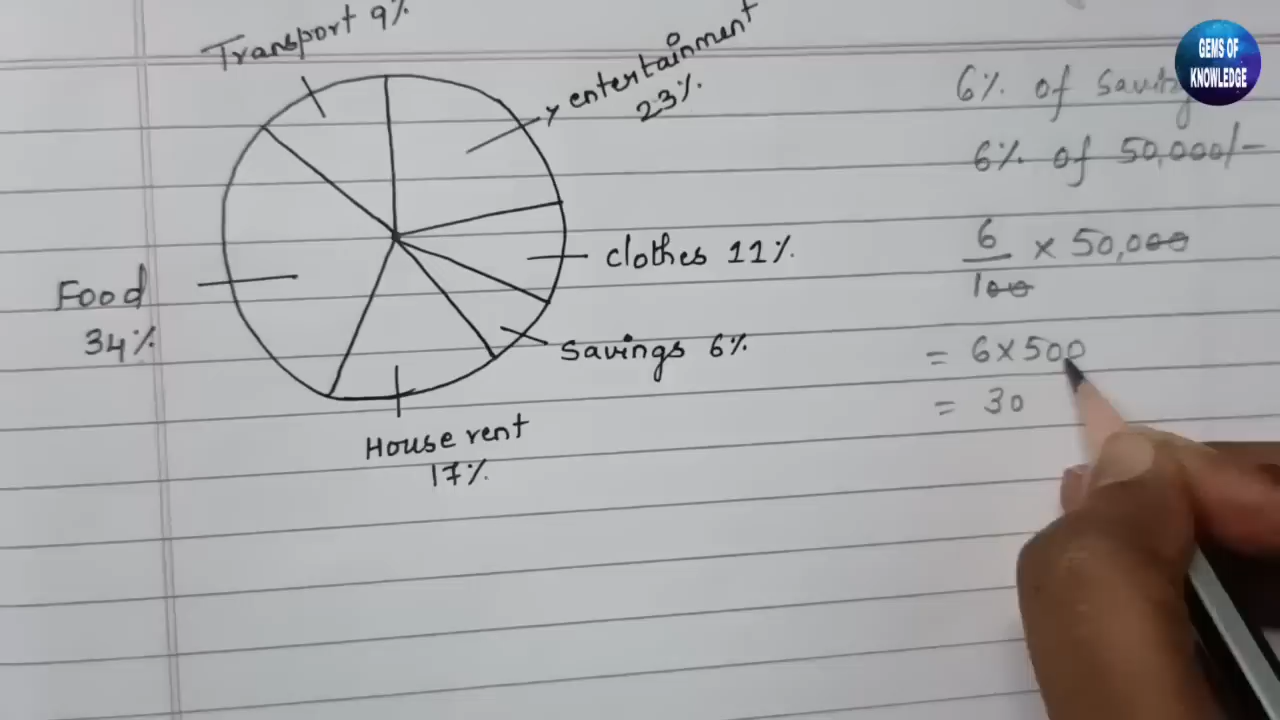 Transport 9%
entertainment
23%
clothes 11%
Savings 6%
House rent
17%
Food
34%
GEMS OF
KNOWLEDGE
6% of
6% of 50,000/-
6
100
× 50,000
= 6×500
= 30